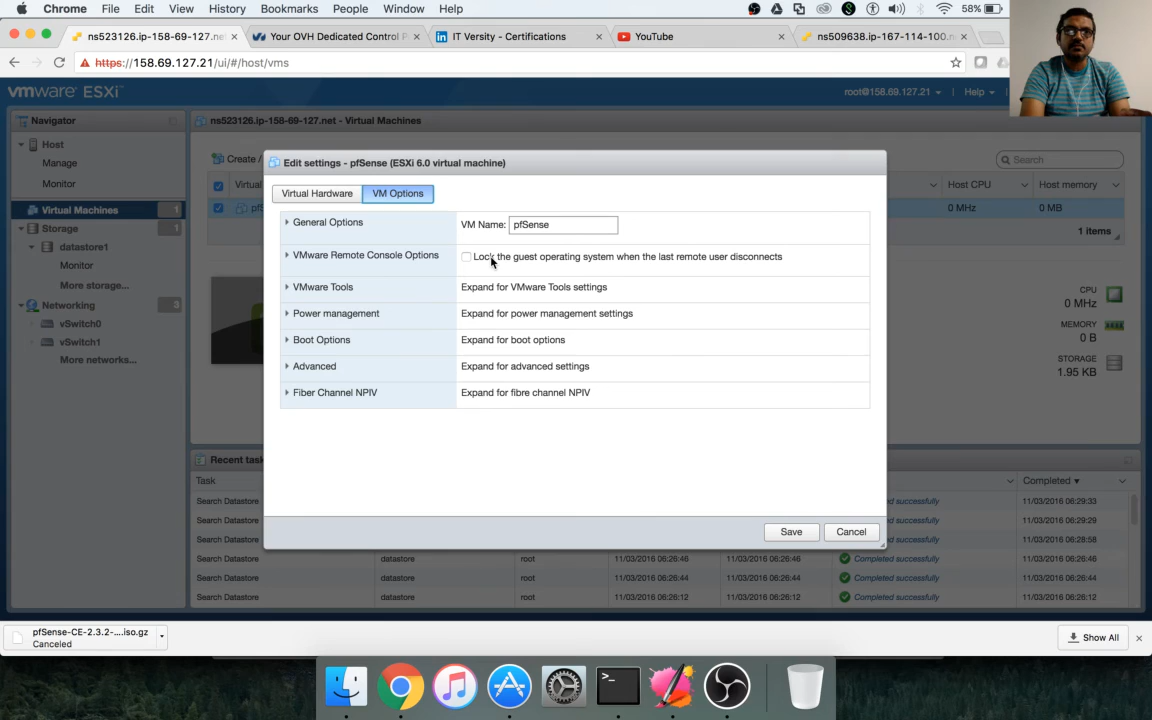 Chrome File Edit View History Bookmarks People Window Help 58%
ns523126.ip-158-69-127.net
Your OVH Dedicated Control P
IT Versity - Certifications
YouTube
ns509638.ip-167-114-100.n
https://158.69.127.21/ui/#/host/vms
vmware ESXi
root@158.69.127.21 Help
Navigator
ns523126.ip-158-69-127.net - Virtual Machines
Host
Manage
Monitor
Virtual Machines 1
Storage 1
datastore1
Monitor
More storage...
Networking 3
vSwitch0
vSwitch1
More networks...
Create /
Search
Virtual
Host CPU
Host memory
pfS
0 MHz
0 MB
1 items
Edit settings - pfSense (ESXi 6.0 virtual machine)
Virtual Hardware VM Options
General Options VM Name: pfSense
VMware Remote Console Options Lock the guest operating system when the last remote user disconnects
VMware Tools Expand for VMware Tools settings
Power management Expand for power management settings
Boot Options Expand for boot options
Advanced Expand for advanced settings
Fiber Channel NPIV Expand for fibre channel NPIV
Save Cancel
CPU
0 MHz
MEMORY
0 B
STORAGE
1.95 KB
Recent task
Task Completed
Search Datastore ed successfully 11/03/2016 06:29:33
Search Datastore ed successfully 11/03/2016 06:29:29
Search Datastore ed successfully 11/03/2016 06:28:58
Search Datastore datastore root 11/03/2016 06:26:46 11/03/2016 06:26:46 Completed successfully 11/03/2016 06:26:46
Search Datastore datastore root 11/03/2016 06:26:44 11/03/2016 06:26:44 Completed successfully 11/03/2016 06:26:44
Search Datastore datastore root 11/03/2016 06:26:12 11/03/2016 06:26:12 Completed successfully 11/03/2016 06:26:12
pfSense-CE-2.3.2-....iso.gz
Canceled
Show All